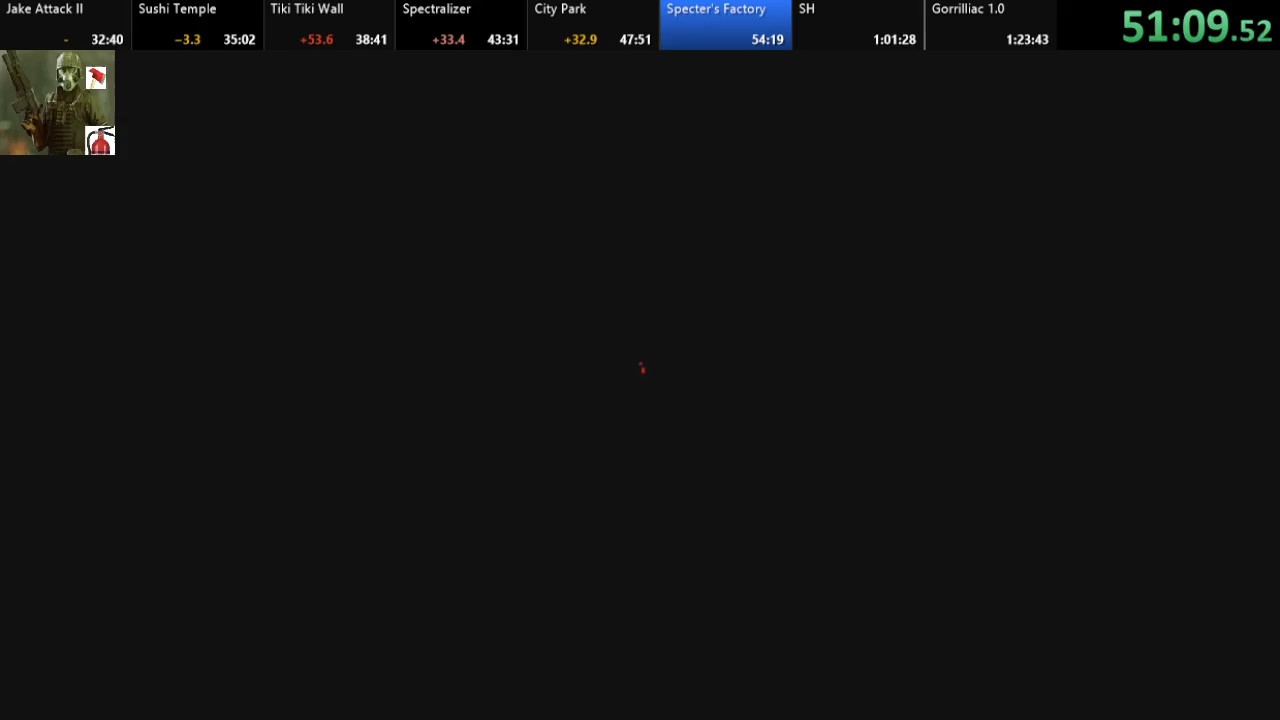 Jake Attack II
- 32:40
Sushi Temple
−3.3 35:02
Tiki Tiki Wall
+53.6 38:41
Spectralizer
+33.4 43:31
City Park
+32.9 47:51
Specter's Factory
54:19
SH
1:01:28
Gorrilliac 1.0
1:23:43
51:09.52